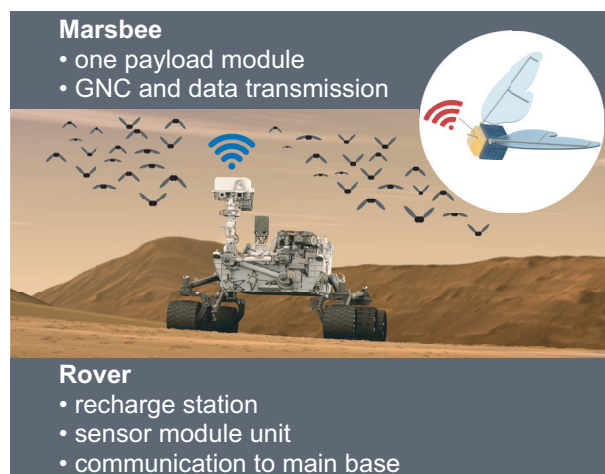 Marsbee
• one payload module
• GNC and data transmission
Rover
• recharge station
• sensor module unit
• communication to main base